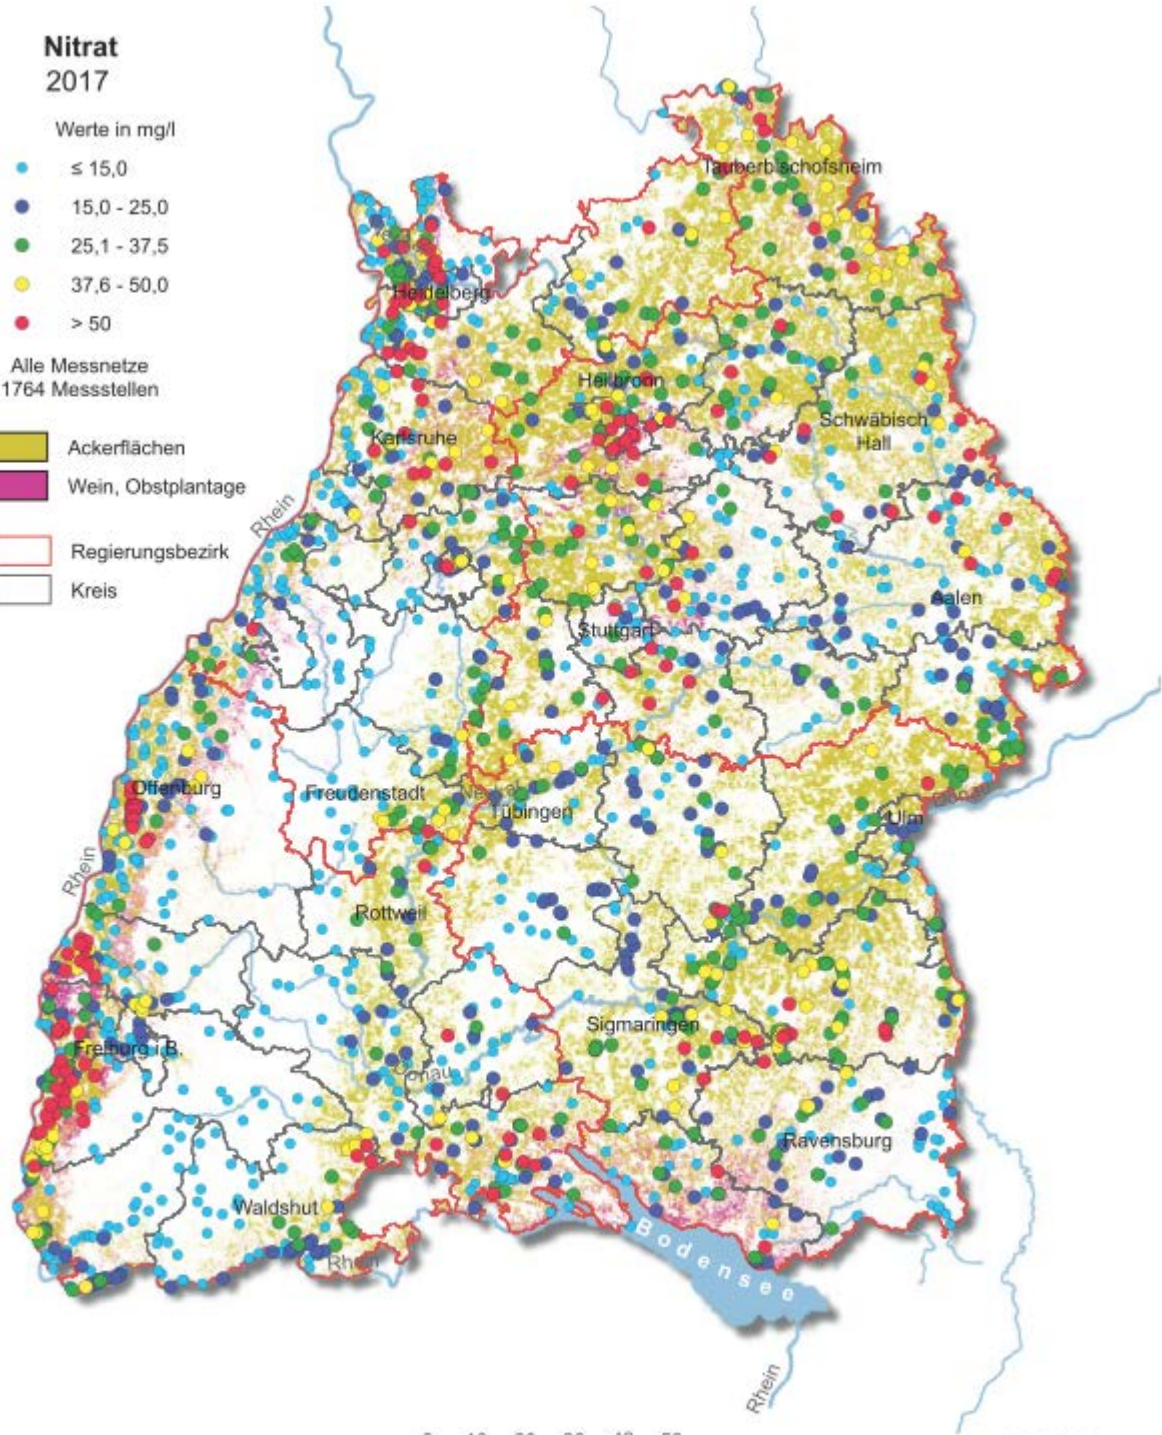 Nitrat
2017
Werte in mg/l
≤ 15,0
15,0 - 25,0
25,1 - 37,5
37,6 - 50,0
> 50
Alle Messnetze
1764 Messstellen
Ackerflächen
Wein, Obstplantage
Regierungsbezirk
Kreis
Tauberbischofsheim
Heidelberg
Heilbronn
Schwäbisch
Hall
Karlsruhe
Rhein
Aalen
Stuttgart
Offenburg
Freudenstadt
Neckar
Tübingen
Donau
Ulm
Rhein
Rottweil
Sigmaringen
Freiburg i.B.
Donau
Ravensburg
Waldshut
Bodensee
Rhein
Rhein